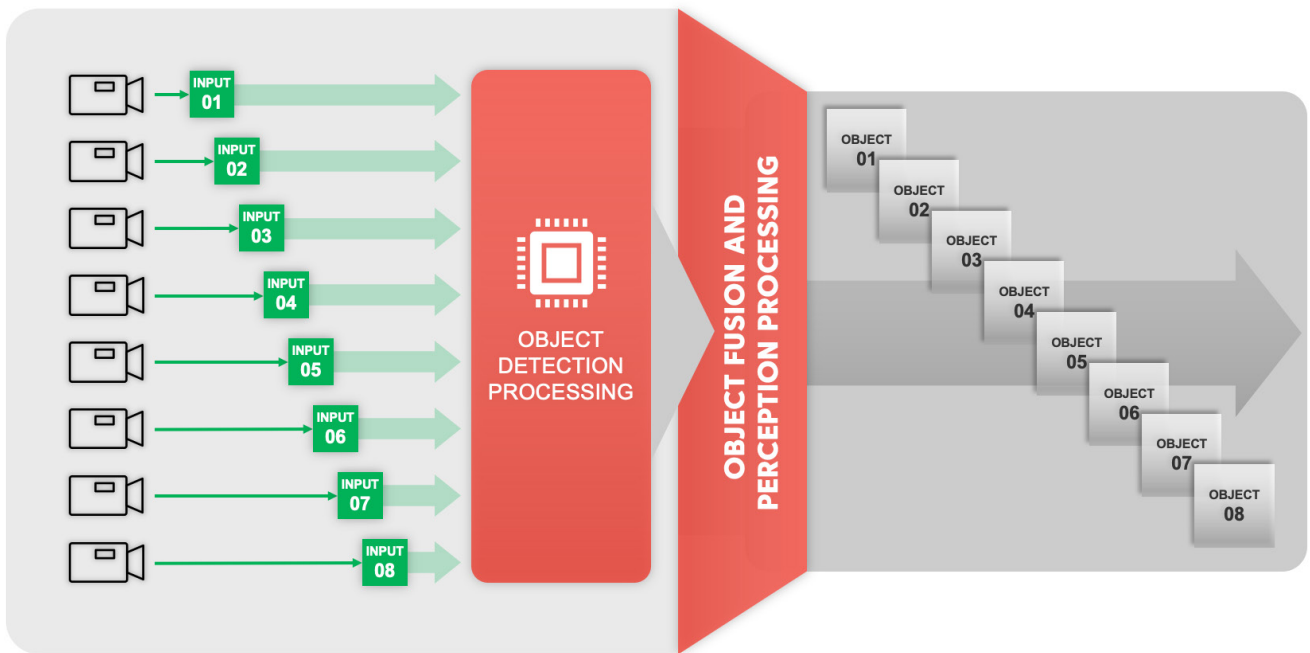 INPUT
01
INPUT
02
INPUT
03
INPUT
04
INPUT
05
INPUT
06
INPUT
07
INPUT
08
OBJECT
DETECTION
PROCESSING
OBJECT FUSION AND
PERCEPTION PROCESSING
OBJECT
01
OBJECT
02
OBJECT
03
OBJECT
04
OBJECT
05
OBJECT
06
OBJECT
07
OBJECT
08